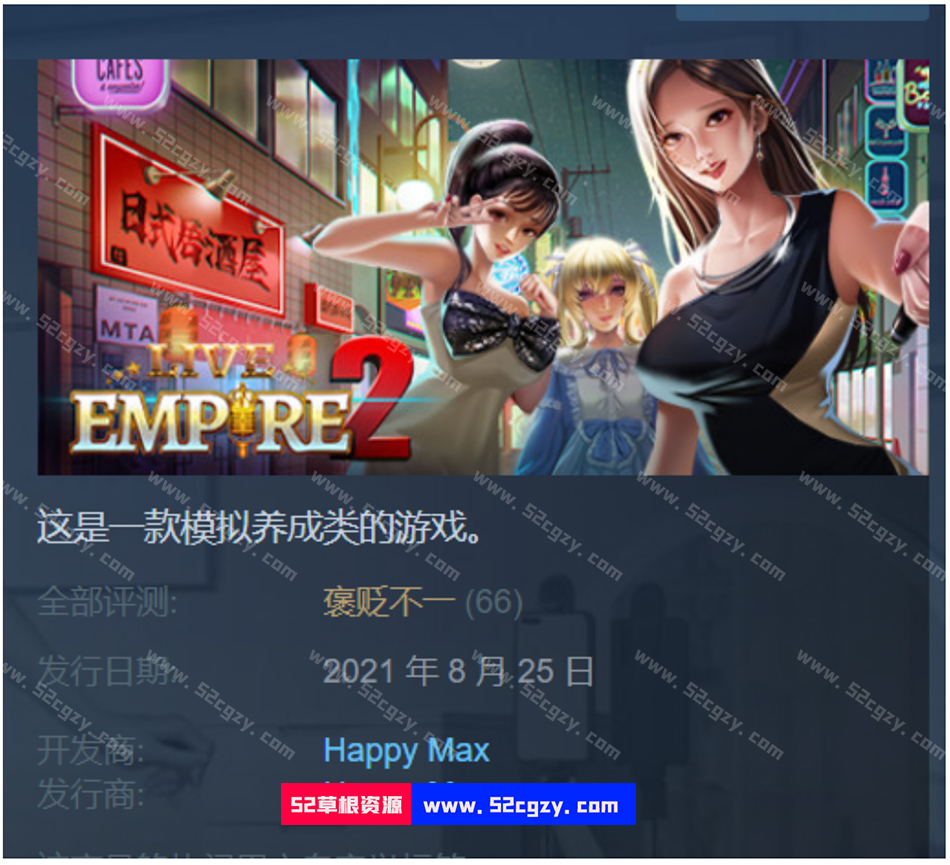 CAFES
日式居酒屋
MTA
LIVE
EMPIRE 2
这是一款模拟养成类的游戏。
全部评测: 褒贬不一 (66)
发行日期: 2021 年 8 月 25 日
开发商: Happy Max
发行商:
52草根资源 www.52cgzy.com
www.52cgzy.com